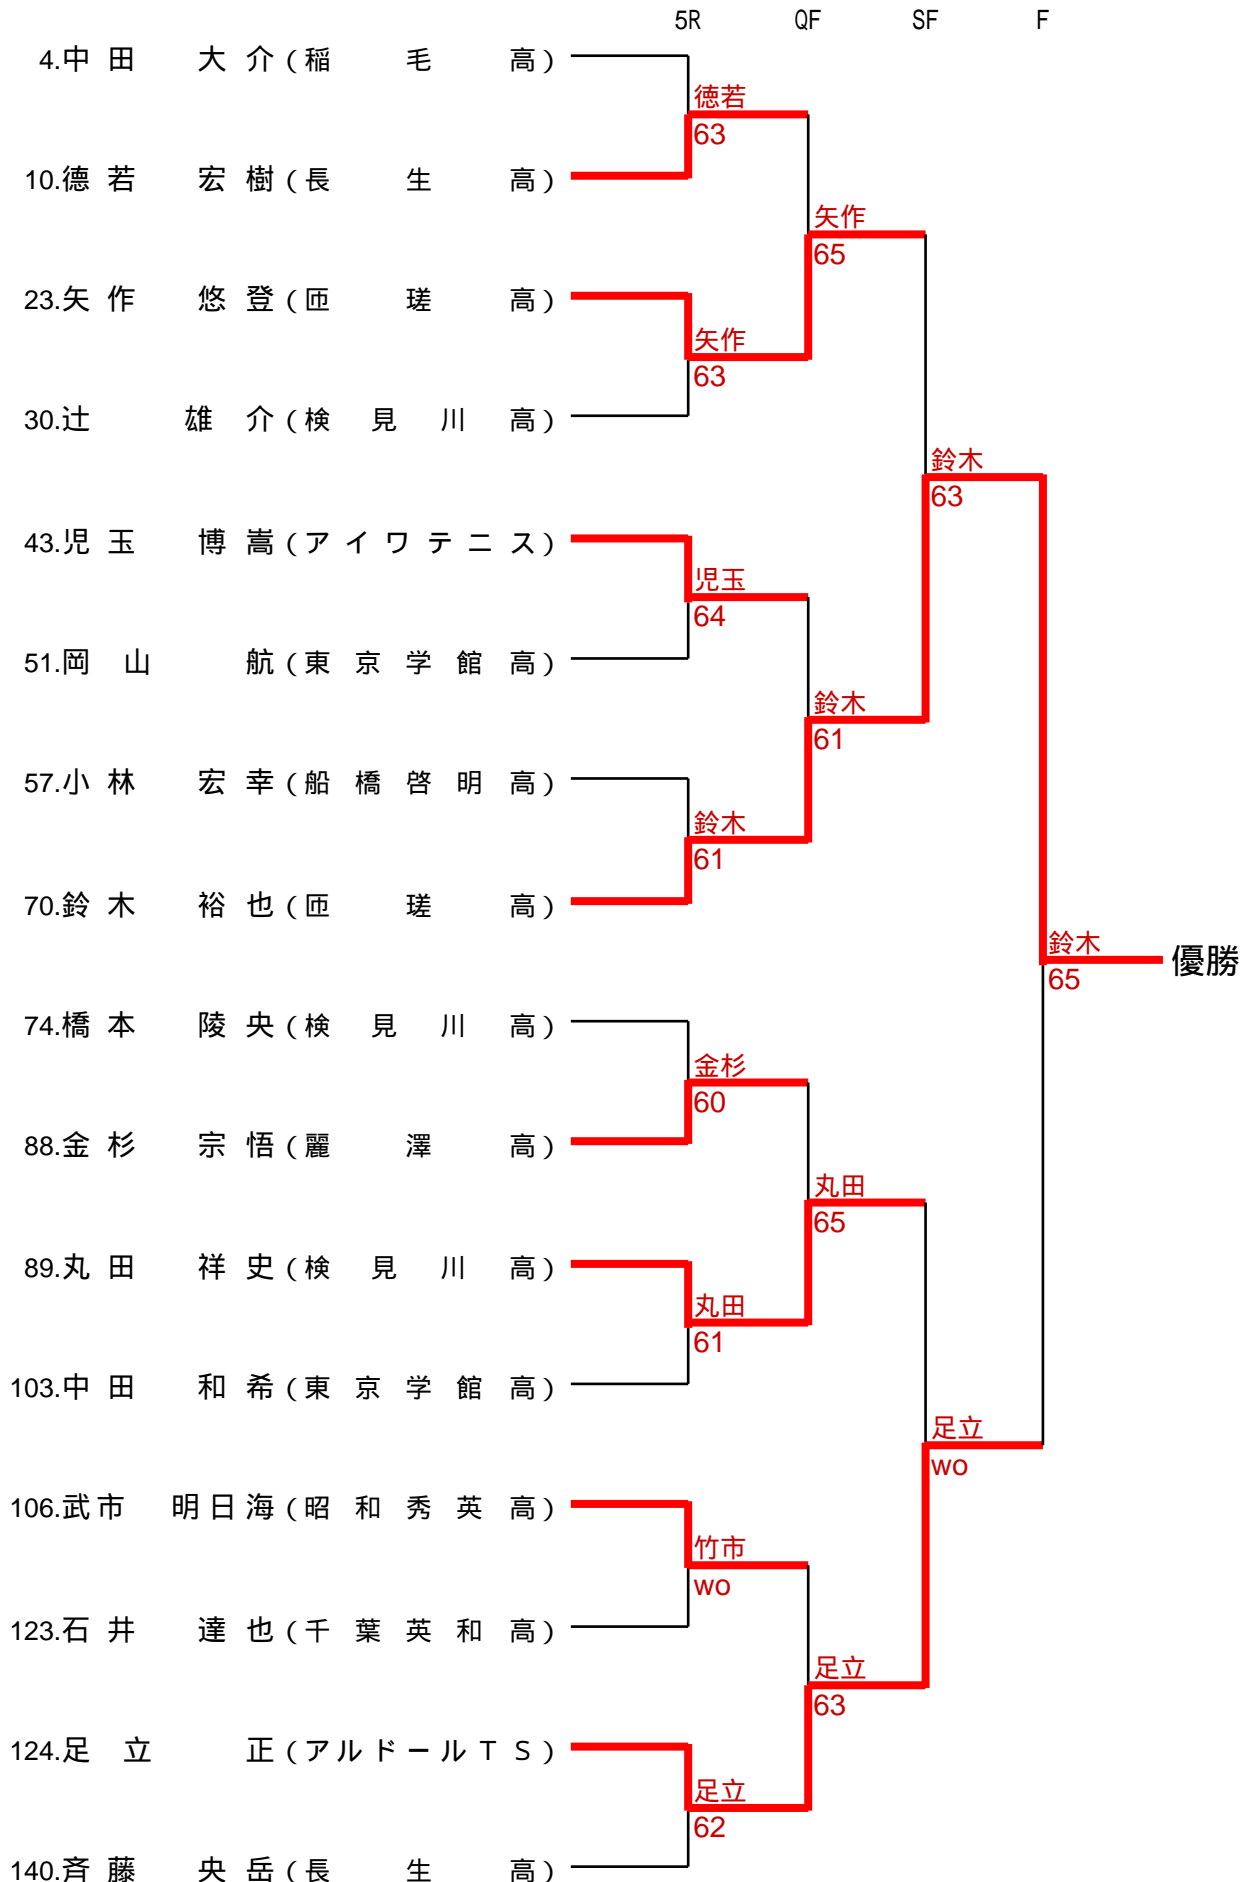 5R QF SF F
4.中田 大介(稲毛高)
徳若
63
10.德若 宏樹(長生高)
矢作
65
23.矢作 悠登(匝瑳高)
矢作
63
30.辻 雄介(検見川高)
鈴木
63
43.児玉 博嵩(アイワテニス)
児玉
64
51.岡山 航(東京学館高)
鈴木
61
57.小林 宏幸(船橋啓明高)
鈴木
61
70.鈴木 裕也(匝瑳高)
鈴木
65
優勝
74.橋本 陵央(検見川高)
金杉
60
88.金杉 宗悟(麗澤高)
丸田
65
89.丸田 祥史(検見川高)
丸田
61
103.中田 和希(東京学館高)
足立
wo
106.武市 明日海(昭和秀英高)
竹市
wo
123.石井 達也(千葉英和高)
足立
63
124.足立 正(アルドールTS)
足立
62
140.斉藤 央岳(長生高)